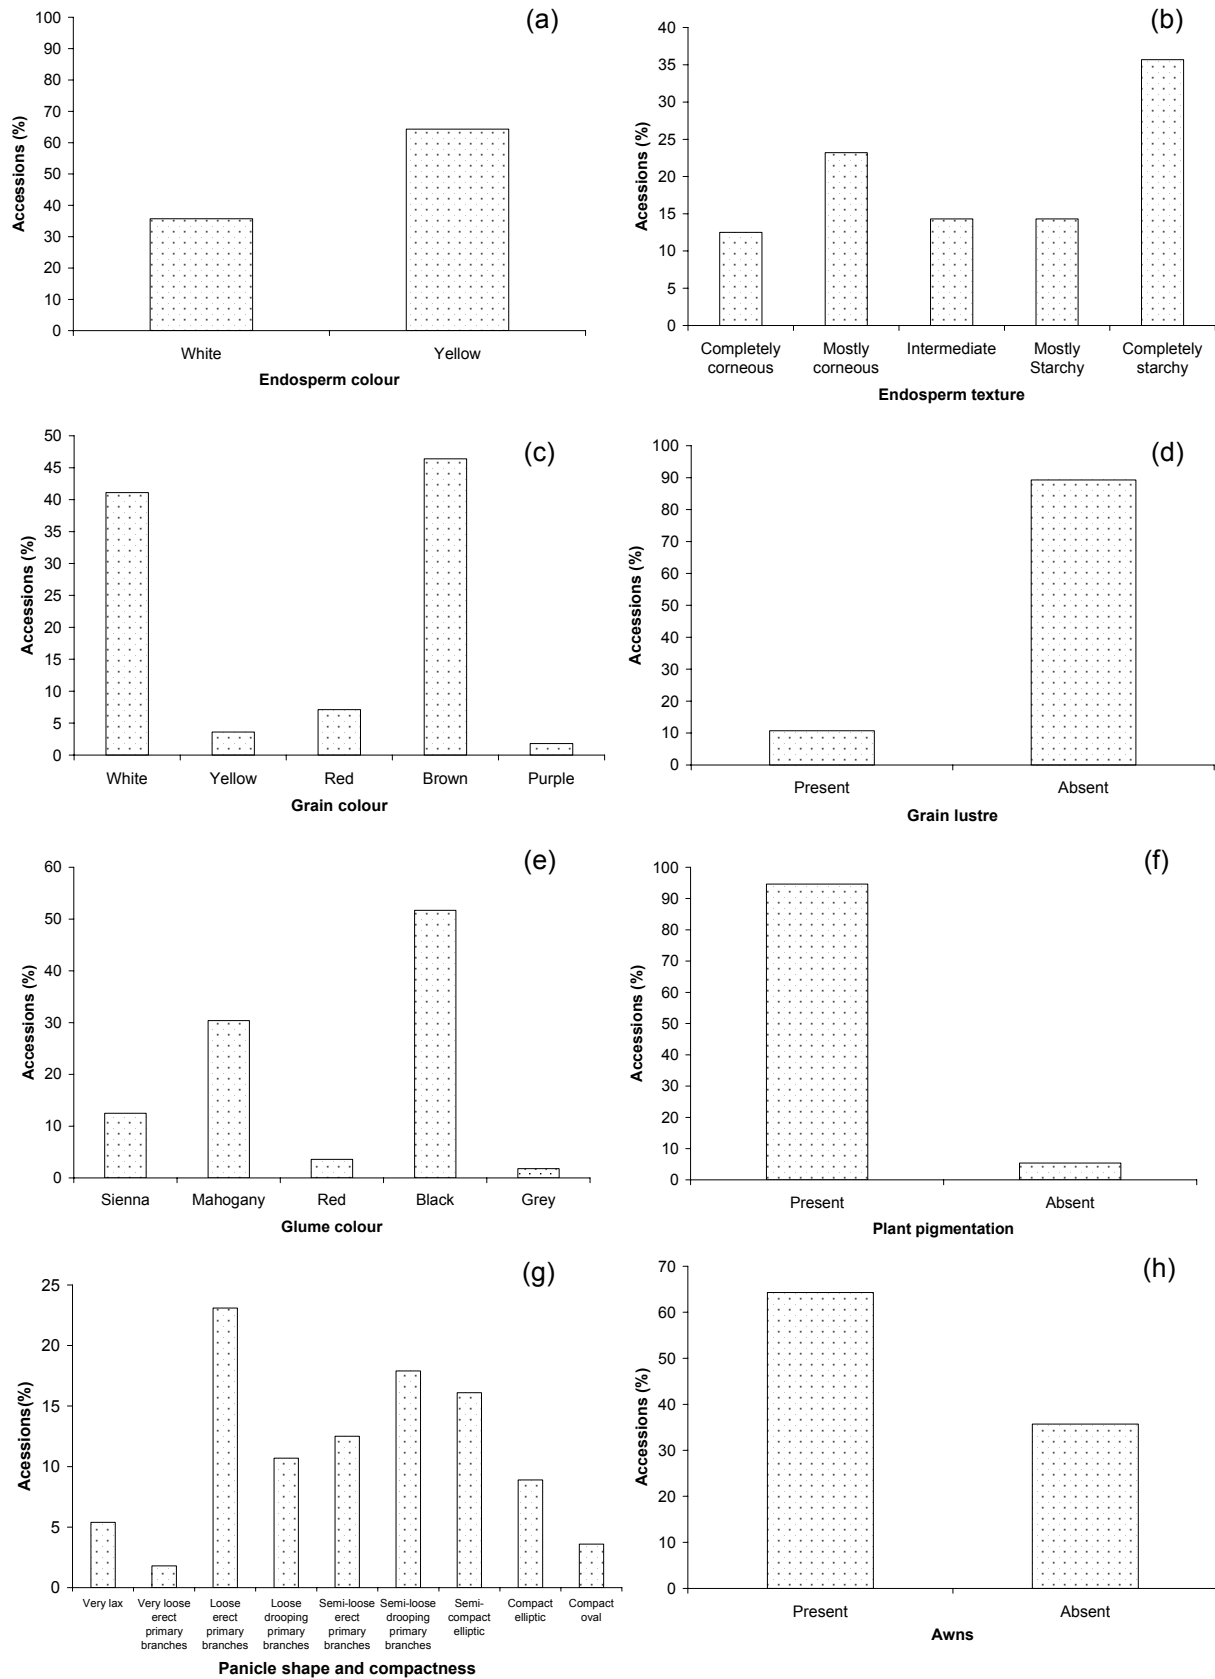 (a)
100
90
80
70
60
50
40
30
20
10
0
Accessions (%)
White Yellow
Endosperm colour
(b)
40
35
30
25
20
15
10
5
0
Acessions (%)
Completely corneous
Mostly corneous
Intermediate
Mostly Starchy
Completely starchy
Endosperm texture
(c)
50
45
40
35
30
25
20
15
10
5
0
Accessions (%)
White Yellow Red Brown Purple
Grain colour
(d)
100
90
80
70
60
50
40
30
20
10
0
Accessions (%)
Present Absent
Grain lustre
(e)
60
50
40
30
20
10
0
Accessions (%)
Sienna Mahogany Red Black Grey
Glume colour
(f)
100
90
80
70
60
50
40
30
20
10
0
Accessions (%)
Present Absent
Plant pigmentation
(g)
25
20
15
10
5
0
Acessions(%)
Very lax
Very loose
erect
primary
branches
Loose
erect
primary
branches
Loose
drooping
primary
branches
Semi-loose
erect
primary
branches
Semi-loose
drooping
primary
branches
Semi-
compact
elliptic
Compact
elliptic
Compact
oval
Panicle shape and compactness
(h)
70
60
50
40
30
20
10
0
Accessions (%)
Present Absent
Awns